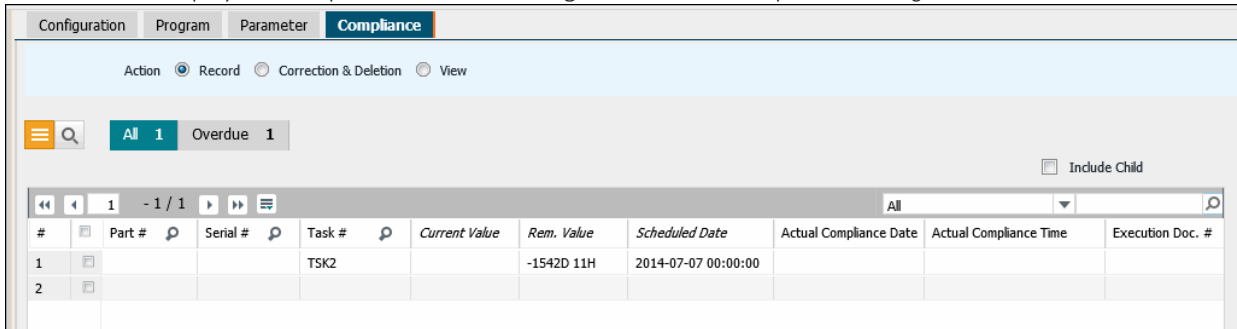 Configuration Program Parameter Compliance
Action Record Correction & Deletion View
All 1 Overdue 1
Include Child
1 - 1 / 1 All
# Part # Serial # Task # Current Value Rem. Value Scheduled Date Actual Compliance Date Actual Compliance Time Execution Doc. #
1 TSK2 -1542D 11H 2014-07-07 00:00:00
2